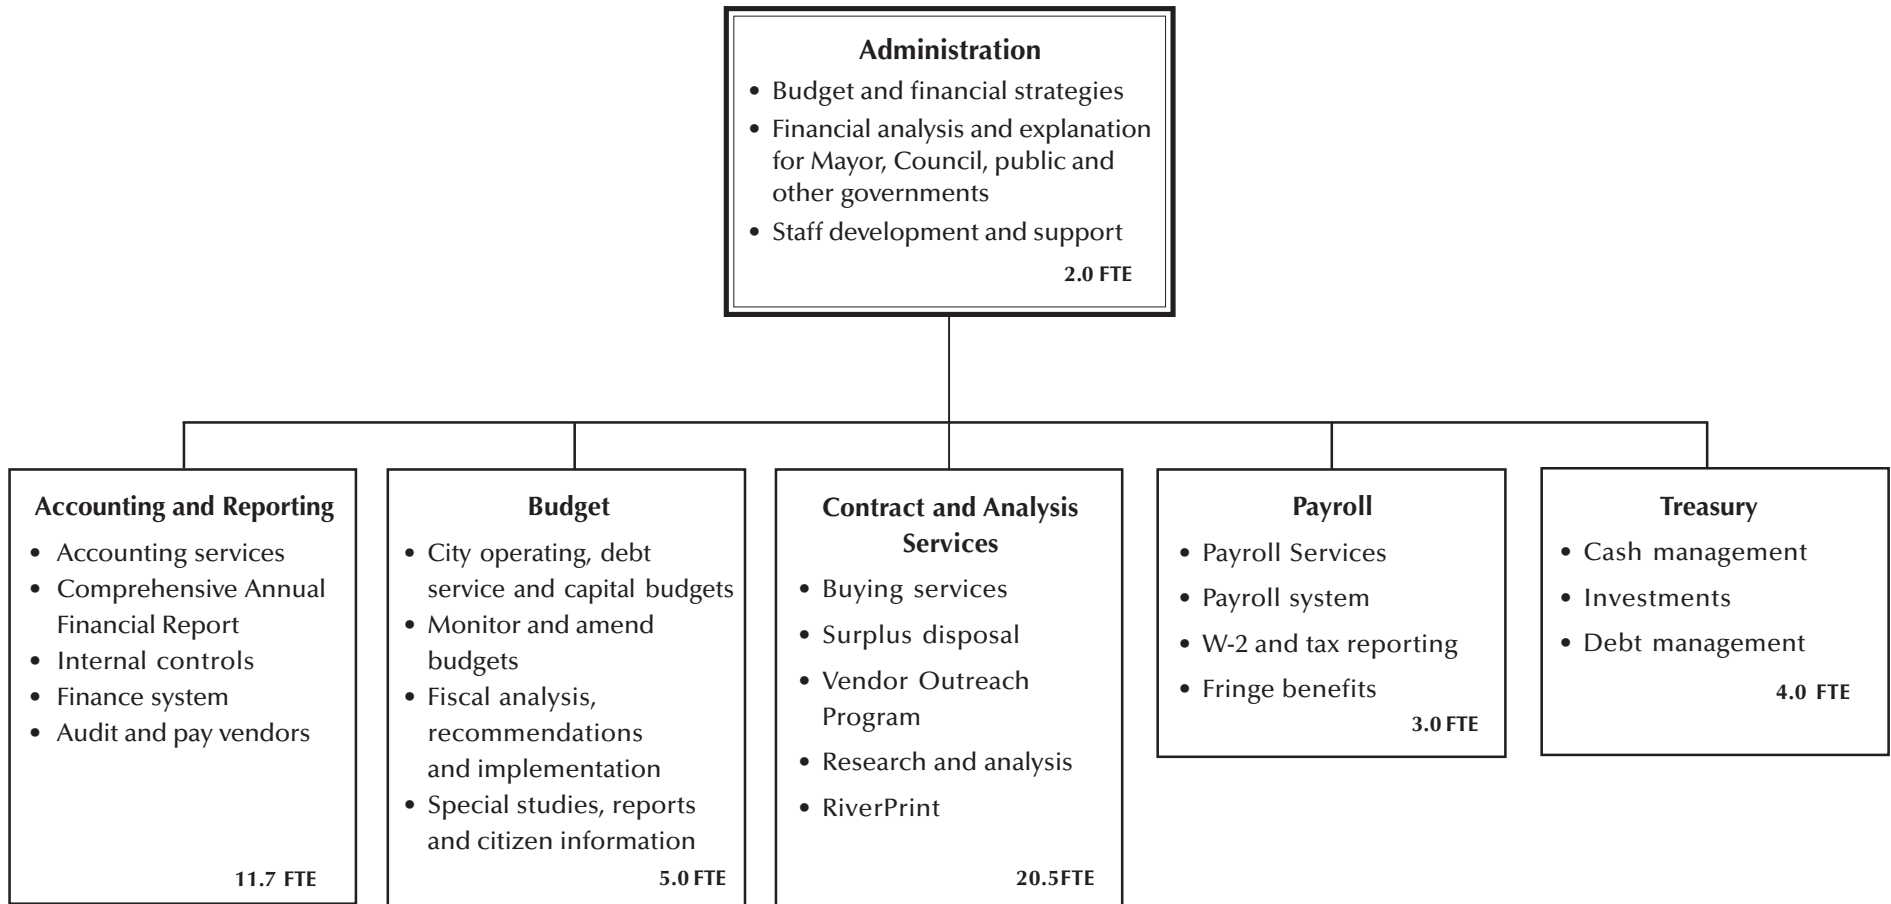 Administration
• Budget and financial strategies
• Financial analysis and explanation
for Mayor, Council, public and
other governments
• Staff development and support
2.0 FTE
Accounting and Reporting
• Accounting services
• Comprehensive Annual
Financial Report
• Internal controls
• Finance system
• Audit and pay vendors
11.7 FTE
Budget
• City operating, debt
service and capital budgets
• Monitor and amend
budgets
• Fiscal analysis,
recommendations
and implementation
• Special studies, reports
and citizen information
5.0 FTE
Contract and Analysis
Services
• Buying services
• Surplus disposal
• Vendor Outreach
Program
• Research and analysis
• RiverPrint
20.5FTE
Payroll
• Payroll Services
• Payroll system
• W-2 and tax reporting
• Fringe benefits
3.0 FTE
Treasury
• Cash management
• Investments
• Debt management
4.0 FTE